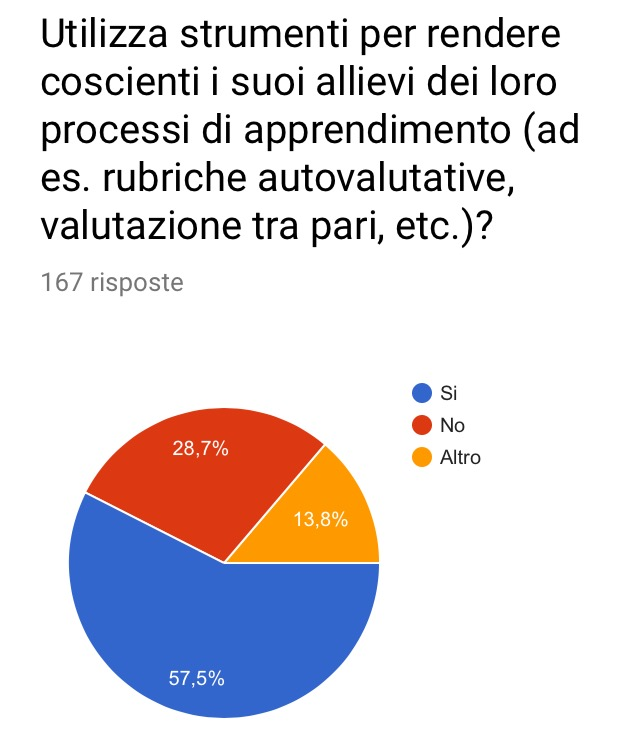 Utilizza strumenti per rendere
coscienti i suoi allievi dei loro
processi di apprendimento (ad
es. rubriche autovalutative,
valutazione tra pari, etc.)?
167 risposte
Si
No
Altro
28,7%
13,8%
57,5%